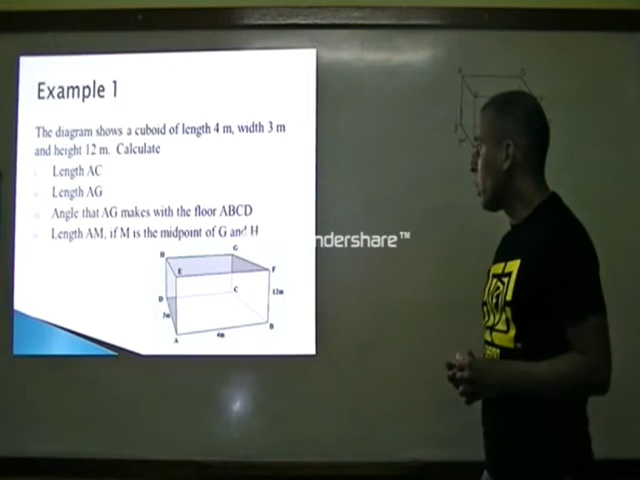 Example 1
The diagram shows a cuboid of length 4 m, width 3 m
and height 12 m. Calculate
Length AC
Length AG
Angle that AG makes with the floor ABCD
Length AM, if M is the midpoint of G and H
ndershare™
G
H
E
F
D
C
12m
3m
A
B
4m